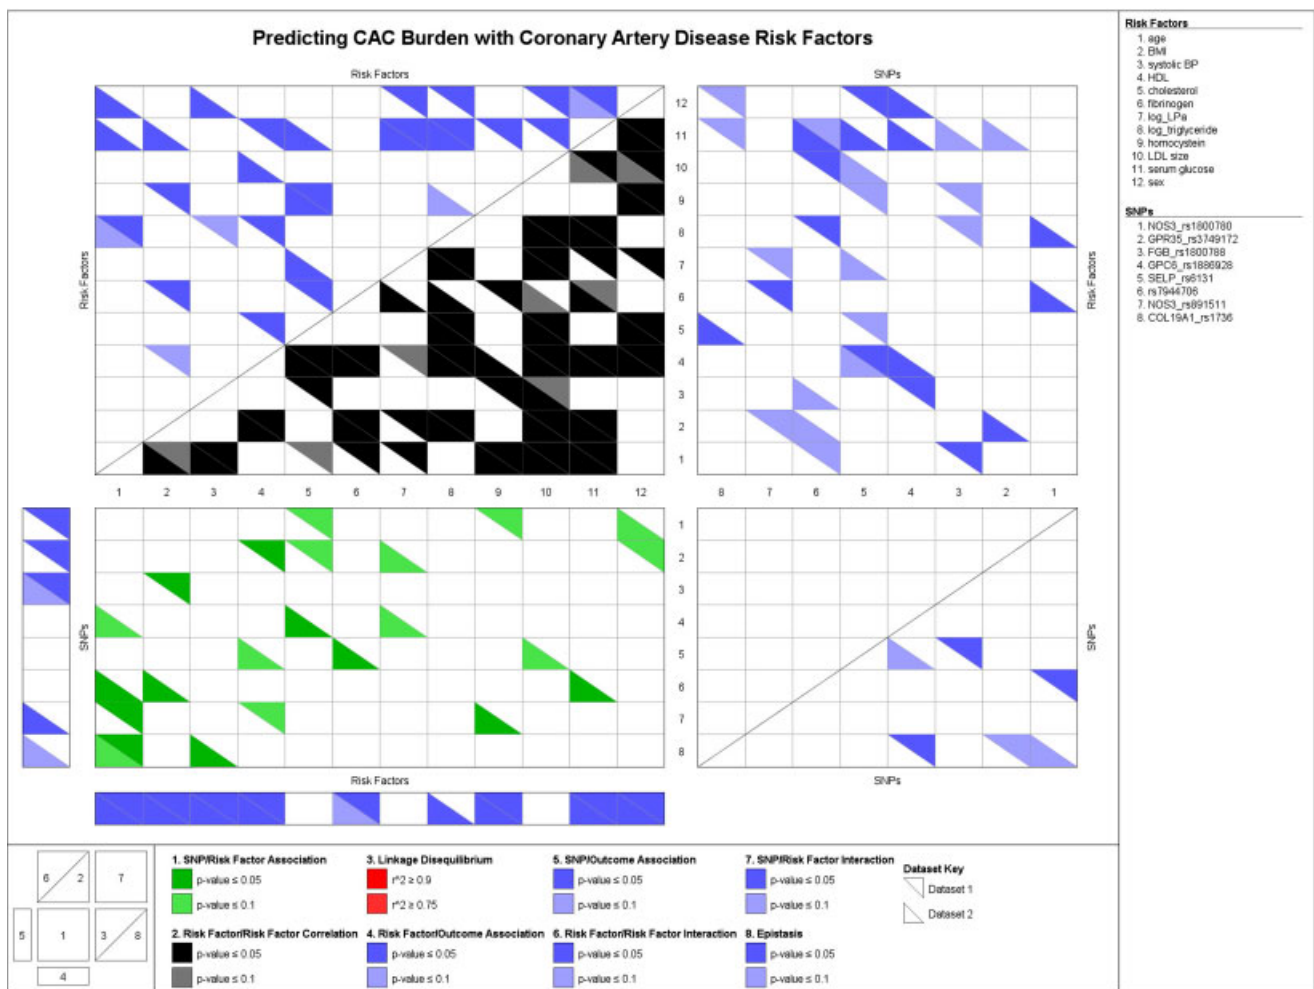 Predicting CAC Burden with Coronary Artery Disease Risk Factors
Risk Factors
SNPs
12
11
10
9
8
7
6
5
4
3
2
1
Risk Factors
Risk Factors
1 2 3 4 5 6 7 8 9 10 11 12
8 7 6 5 4 3 2 1
SNPs
1
2
3
4
5
6
7
8
SNPs
Risk Factors
SNPs
Risk Factors
1. age
2. BMI
3. systolic BP
4. HDL
5. cholesterol
6. fibrinogen
7. log_LPa
8. log_triglyceride
9. homocystein
10. LDL size
11. serum glucose
12. sex
SNPs
1. NOS3_rs1800780
2. GPR35_rs3749172
3. FGB_rs1800788
4. GPC6_rs1886928
5. SELP_rs6131
6. rs7944706
7. NOS3_rs891511
8. COL19A1_rs1736
6 2 7
5 1 3 8
4
1. SNP/Risk Factor Association
p-value ≤ 0.05
p-value ≤ 0.1
2. Risk Factor/Risk Factor Correlation
p-value ≤ 0.05
p-value ≤ 0.1
3. Linkage Disequilibrium
r^2 ≥ 0.9
r^2 ≥ 0.75
4. Risk Factor/Outcome Association
p-value ≤ 0.05
p-value ≤ 0.1
5. SNP/Outcome Association
p-value ≤ 0.05
p-value ≤ 0.1
6. Risk Factor/Risk Factor Interaction
p-value ≤ 0.05
p-value ≤ 0.1
7. SNP/Risk Factor Interaction
p-value ≤ 0.05
p-value ≤ 0.1
8. Epistasis
p-value ≤ 0.05
p-value ≤ 0.1
Dataset Key
Dataset 1
Dataset 2